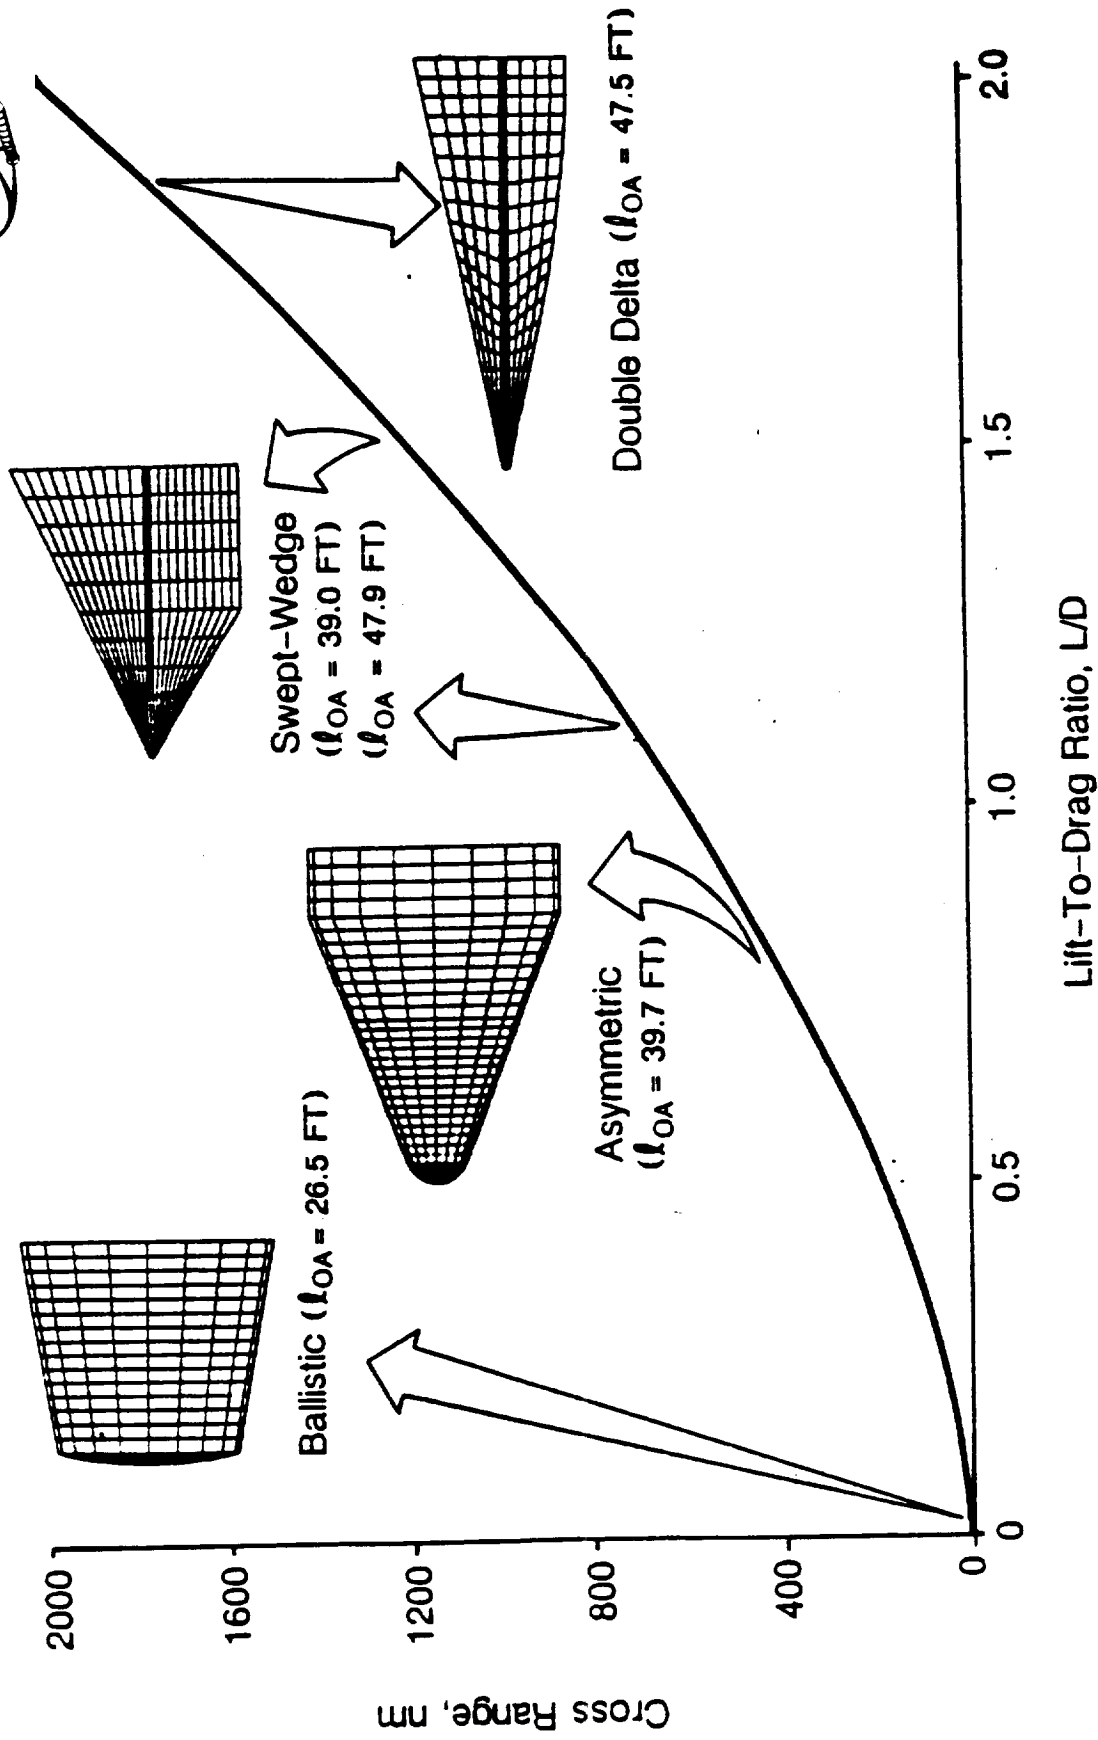 2000
1600
1200
800
400
0
Cross Range, nm
0
0.5
1.0
1.5
2.0
Lift-To-Drag Ratio, L/D
Ballistic (ℓOA = 26.5 FT)
Asymmetric
(ℓOA = 39.7 FT)
Swept-Wedge
(ℓOA = 39.0 FT)
(ℓOA = 47.9 FT)
Double Delta (ℓOA = 47.5 FT)